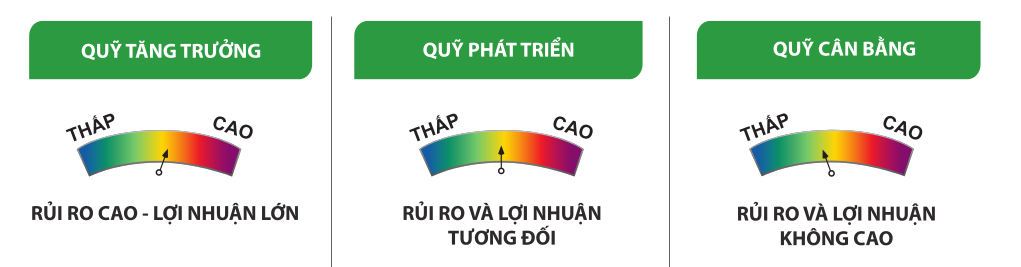 QUỸ TĂNG TRƯỞNG
THẤP
CAO
RỦI RO CAO - LỢI NHUẬN LỚN
QUỸ PHÁT TRIỂN
THẤP
CAO
RỦI RO VÀ LỢI NHUẬN
TƯƠNG ĐỐI
QUỸ CÂN BẰNG
THẤP
CAO
RỦI RO VÀ LỢI NHUẬN
KHÔNG CAO